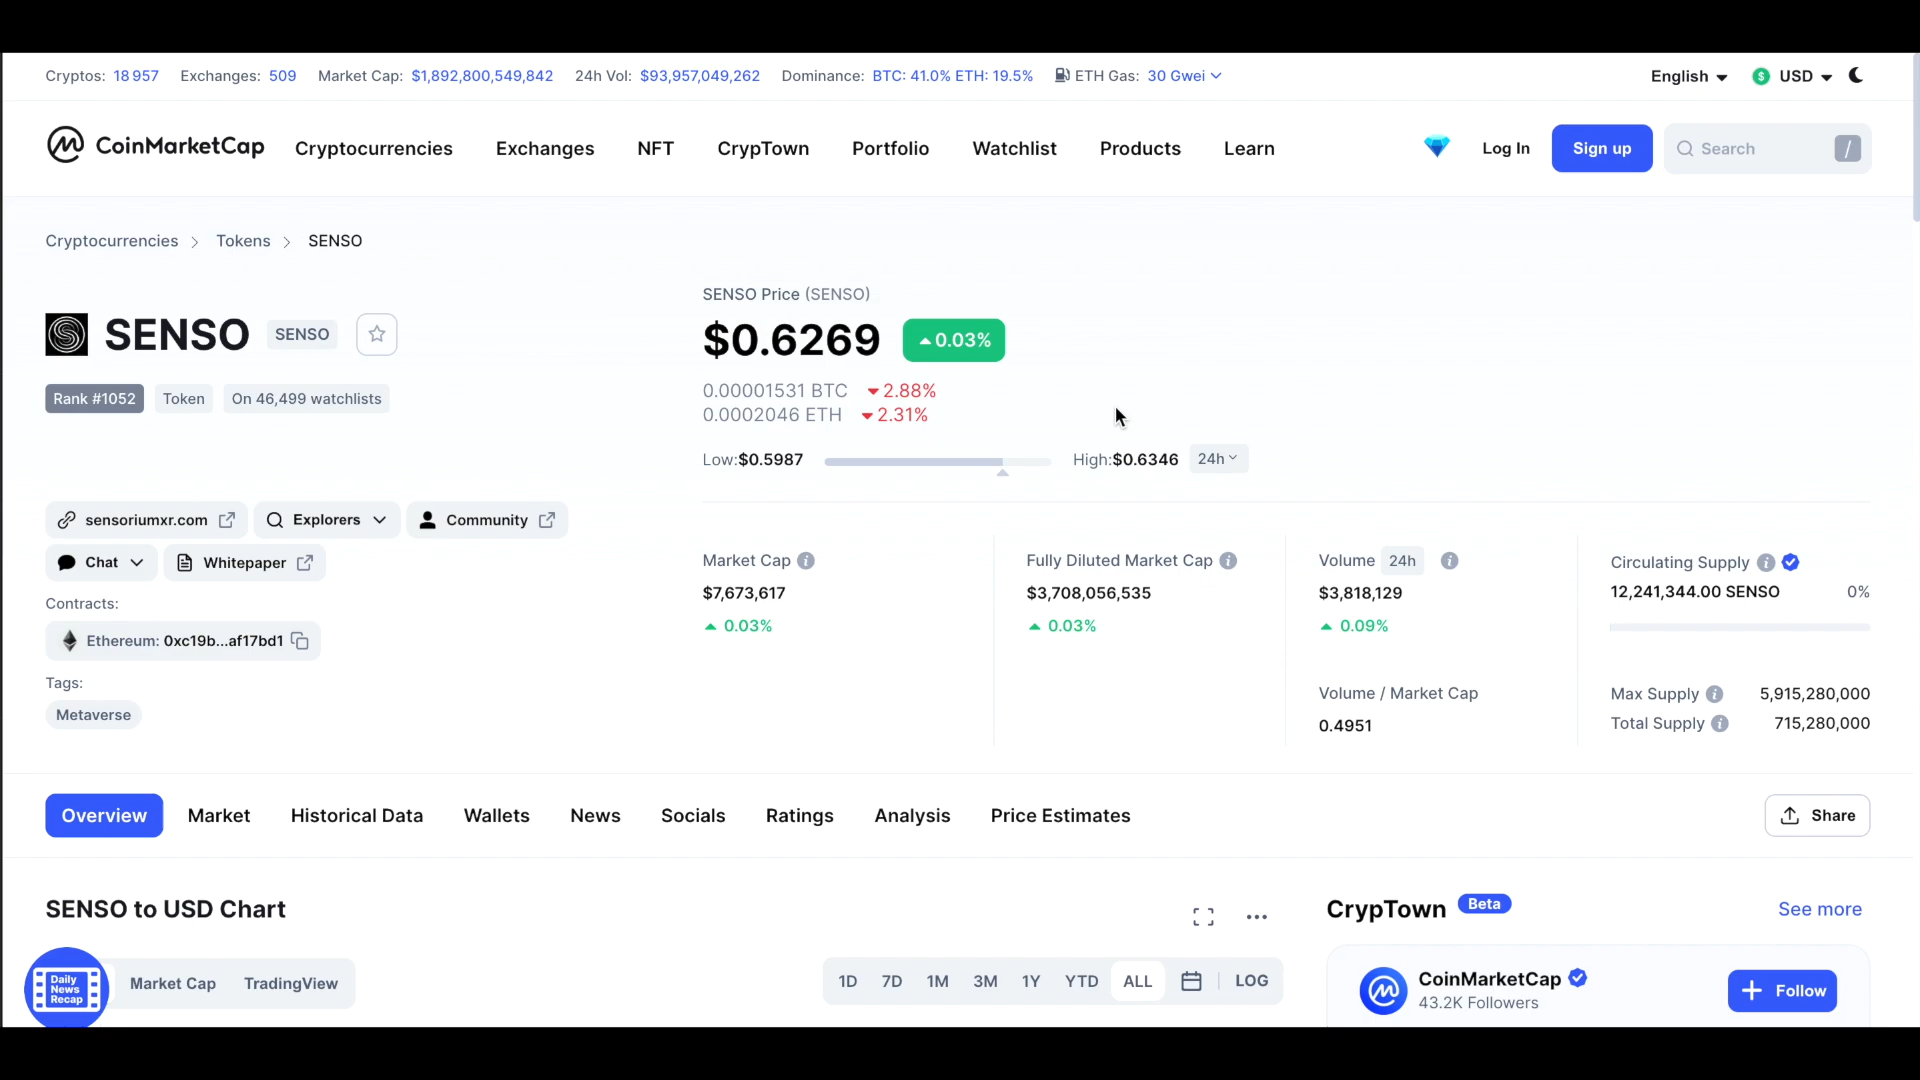 Cryptos: 18 957 Exchanges: 509 Market Cap: $1,892,800,549,842 24h Vol: $93,957,049,262 Dominance: BTC: 41.0% ETH: 19.5% ETH Gas: 30 Gwei English $ USD
CoinMarketCap Cryptocurrencies Exchanges NFT CrypTown Portfolio Watchlist Products Learn Log In Sign up Search /
Cryptocurrencies > Tokens > SENSO
SENSO Price (SENSO)
SENSO SENSO
$0.6269 0.03%
Rank #1052 Token On 46,499 watchlists
0.00001531 BTC 2.88%
0.0002046 ETH 2.31%
Low:$0.5987 High:$0.6346 24h
sensoriumxr.com Explorers Community
Chat Whitepaper
Contracts:
Ethereum: 0xc19b...af17bd1
Tags:
Metaverse
Market Cap
$7,673,617
0.03%
Fully Diluted Market Cap
$3,708,056,535
0.03%
Volume 24h
$3,818,129
0.09%
Volume / Market Cap
0.4951
Circulating Supply
12,241,344.00 SENSO 0%
Max Supply 5,915,280,000
Total Supply 715,280,000
Overview Market Historical Data Wallets News Socials Ratings Analysis Price Estimates Share
SENSO to USD Chart
Daily
News
Recap
Market Cap TradingView
1D 7D 1M 3M 1Y YTD ALL LOG
CrypTown Beta See more
CoinMarketCap
43.2K Followers
+ Follow